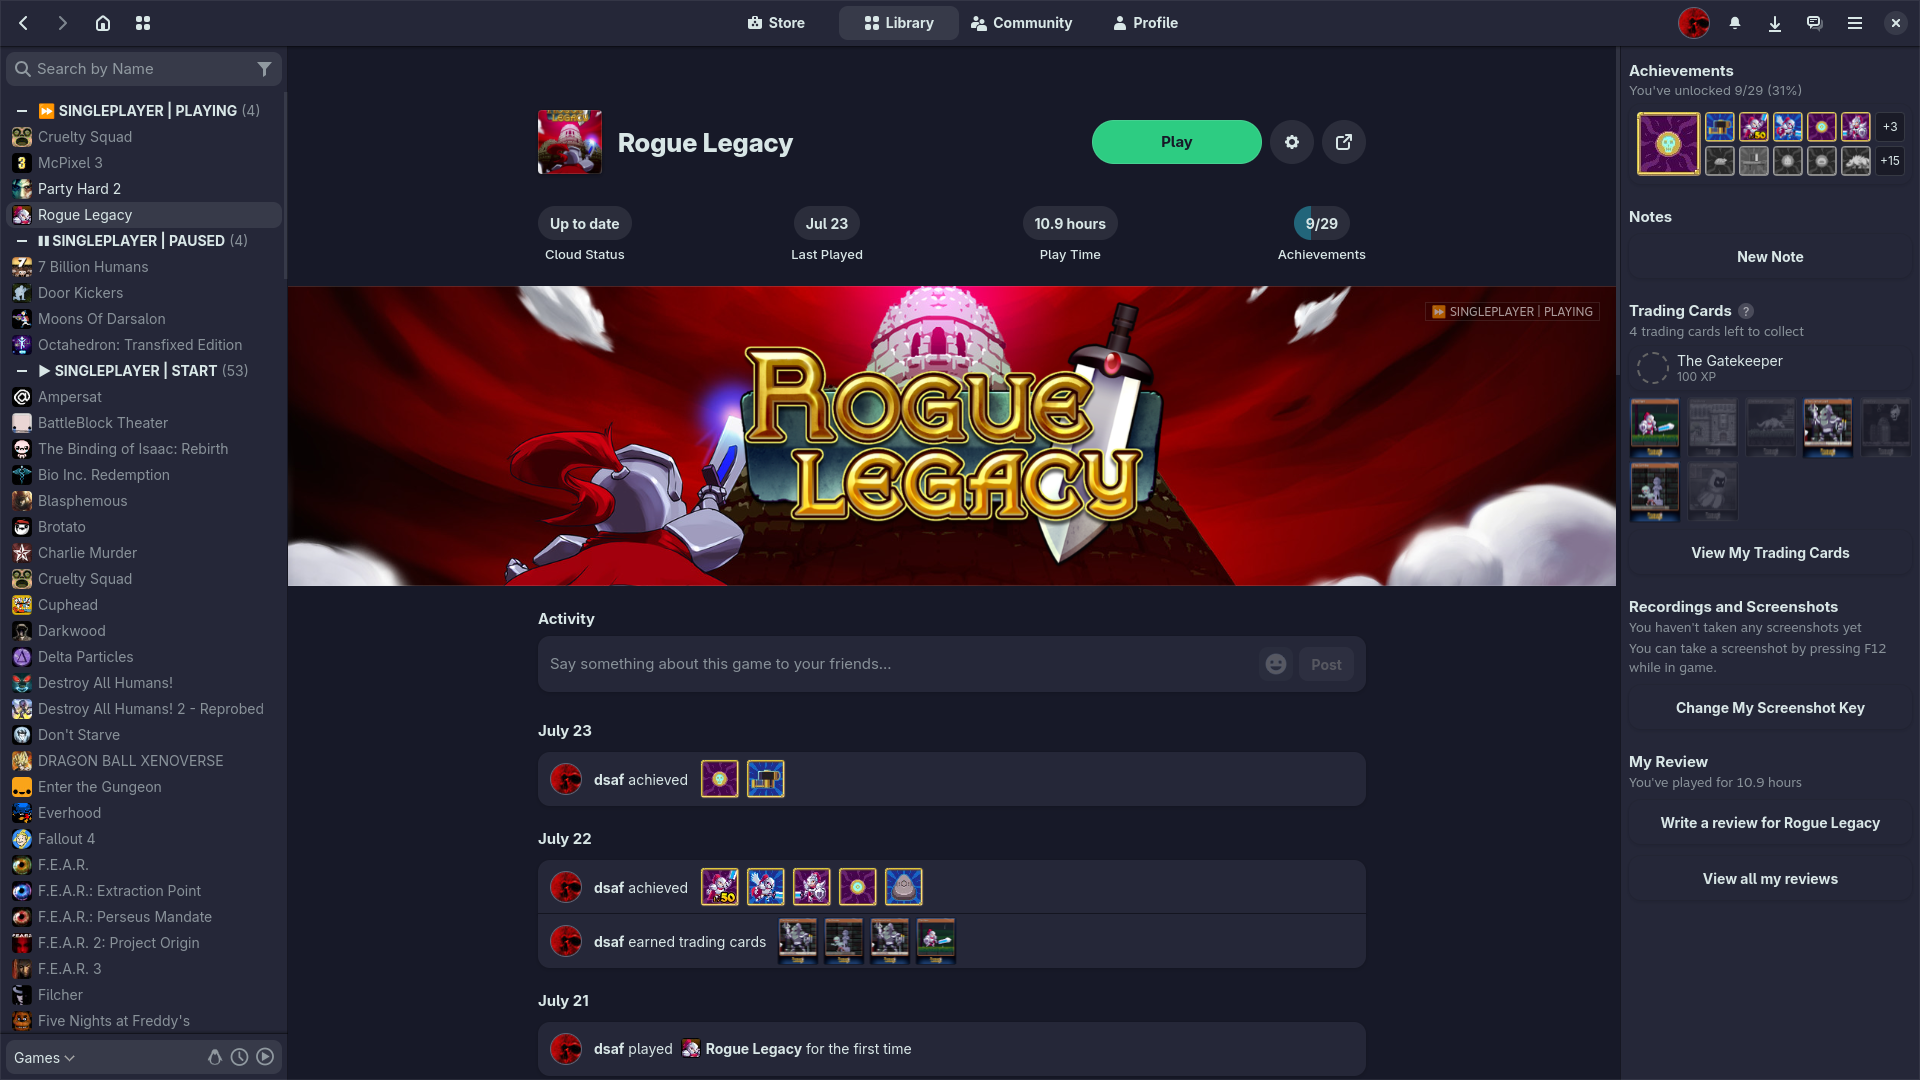 Store
Library
Community
Profile
Search by Name
SINGLEPLAYER | PLAYING (4)
Cruelty Squad
McPixel 3
Party Hard 2
Rogue Legacy
SINGLEPLAYER | PAUSED (4)
7 Billion Humans
Door Kickers
Moons Of Darsalon
Octahedron: Transfixed Edition
SINGLEPLAYER | START (53)
Ampersat
BattleBlock Theater
The Binding of Isaac: Rebirth
Bio Inc. Redemption
Blasphemous
Brotato
Charlie Murder
Cruelty Squad
Cuphead
Darkwood
Delta Particles
Destroy All Humans!
Destroy All Humans! 2 - Reprobed
Don't Starve
DRAGON BALL XENOVERSE
Enter the Gungeon
Everhood
Fallout 4
F.E.A.R.
F.E.A.R.: Extraction Point
F.E.A.R.: Perseus Mandate
F.E.A.R. 2: Project Origin
F.E.A.R. 3
Filcher
Five Nights at Freddy's
Games
Rogue Legacy
Play
Up to date
Cloud Status
Jul 23
Last Played
10.9 hours
Play Time
9/29
Achievements
SINGLEPLAYER | PLAYING
ROGUE
LEGACY
Activity
Say something about this game to your friends...
Post
July 23
dsaf achieved
July 22
dsaf achieved
50
dsaf earned trading cards
July 21
dsaf played Rogue Legacy for the first time
Achievements
You've unlocked 9/29 (31%)
50
+3
+15
Notes
New Note
Trading Cards ?
4 trading cards left to collect
The Gatekeeper
100 XP
View My Trading Cards
Recordings and Screenshots
You haven't taken any screenshots yet
You can take a screenshot by pressing F12
while in game.
Change My Screenshot Key
My Review
You've played for 10.9 hours
Write a review for Rogue Legacy
View all my reviews